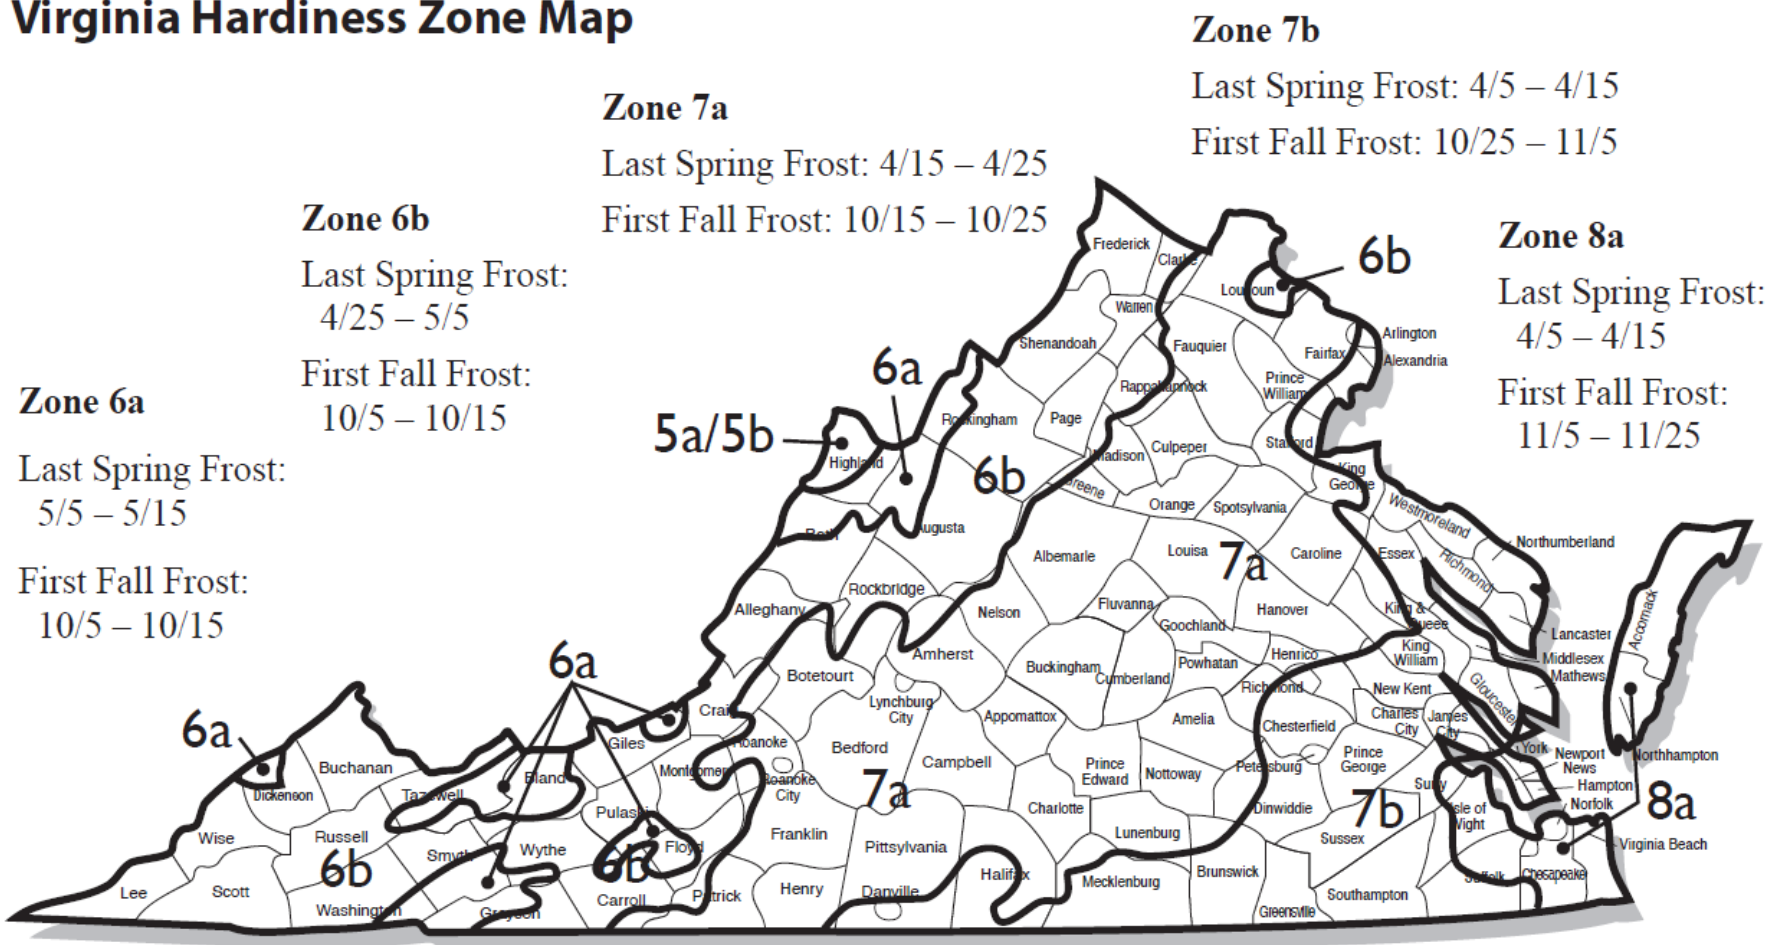 Virginia Hardiness Zone Map
Zone 7b
Last Spring Frost: 4/5 – 4/15
First Fall Frost: 10/25 – 11/5
Zone 7a
Last Spring Frost: 4/15 – 4/25
First Fall Frost: 10/15 – 10/25
Zone 6b
Last Spring Frost:
4/25 – 5/5
First Fall Frost:
10/5 – 10/15
Zone 8a
Last Spring Frost:
4/5 – 4/15
First Fall Frost:
11/5 – 11/25
Zone 6a
Last Spring Frost:
5/5 – 5/15
First Fall Frost:
10/5 – 10/15
Frederick
Clarke
6b
Loudoun
Warren
Arlington
Shenandoah
Fauquier
Fairfax
Alexandria
6a
Rappahannock
Prince
William
5a/5b
Rockingham
Page
Highland
Madison
Culpeper
Stafford
6b
King
George
Greene
Orange
Spotsylvania
Westmoreland
Bath
Augusta
Northumberland
Albemarle
Louisa
7a
Caroline
Essex
Richmond
Rockbridge
Alleghany
Nelson
Fluvanna
Goochland
Hanover
King &
Queee
Accomack
Lancaster
6a
Amherst
Buckingham
Cumberland
Powhatan
Henrico
King
William
Middlesex
Mathews
Botetourt
Richmond
New Kent
Gloucester
Craig
Lynchburg
City
Appomattox
Amelia
Chesterfield
Charles
City
James
City
6a
Giles
Roanoke
Bedford
Campbell
Prince
Edward
Nottoway
Petersburg
Prince
George
York
Newport
News
Northhampton
Buchanan
Dickenson
Tazewell
Bland
Montgomery
Roanoke
City
7a
Surry
Hampton
Norfolk
8a
Pulaski
Charlotte
Dinwiddie
7b
Isle of
Wight
Wise
Russell
Smyth
Wythe
6b
Floyd
Franklin
Pittsylvania
Lunenburg
Sussex
Virginia Beach
6b
Lee
Scott
Washington
Grayson
Carroll
Patrick
Henry
Danville
Halifax
Mecklenburg
Brunswick
Greensville
Southampton
Suffolk
Chesapeake